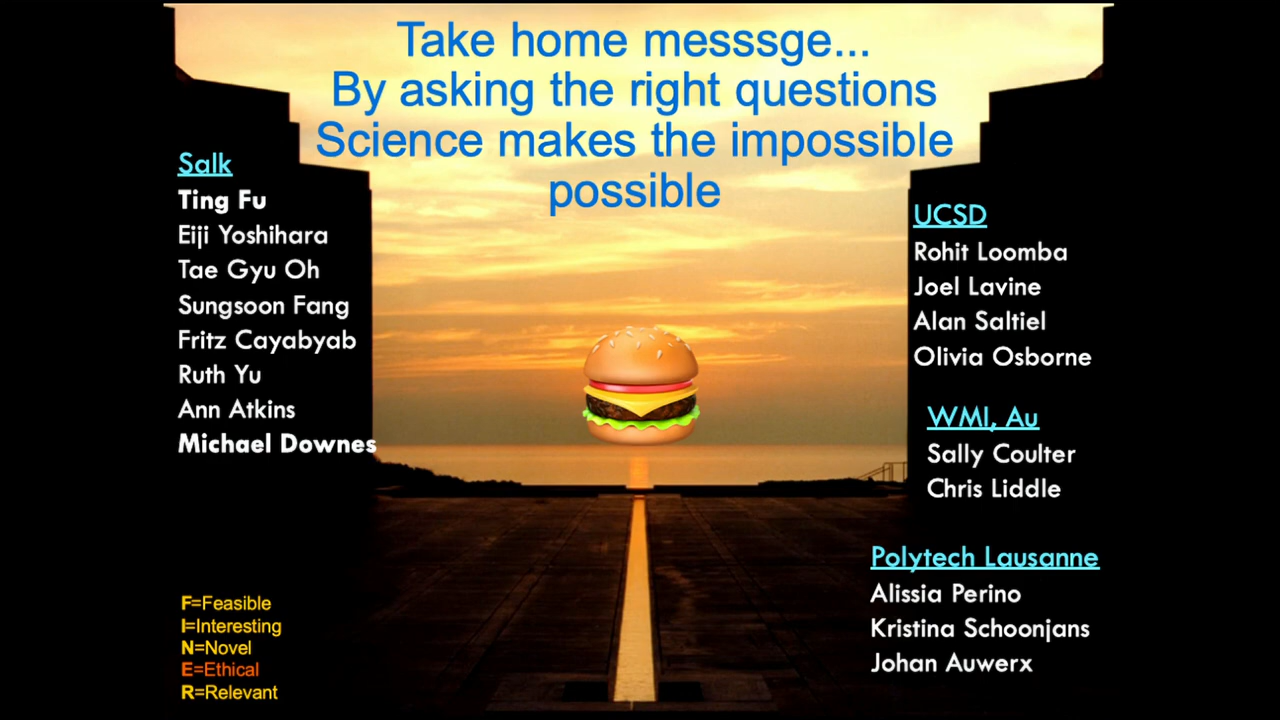 Take home messsge...
By asking the right questions
Science makes the impossible
possible
Salk
Ting Fu
Eiji Yoshihara
Tae Gyu Oh
Sungsoon Fang
Fritz Cayabyab
Ruth Yu
Ann Atkins
Michael Downes
F=Feasible
I=Interesting
N=Novel
E=Ethical
R=Relevant
UCSD
Rohit Loomba
Joel Lavine
Alan Saltiel
Olivia Osborne
WMI, Au
Sally Coulter
Chris Liddle
Polytech Lausanne
Alissia Perino
Kristina Schoonjans
Johan Auwerx